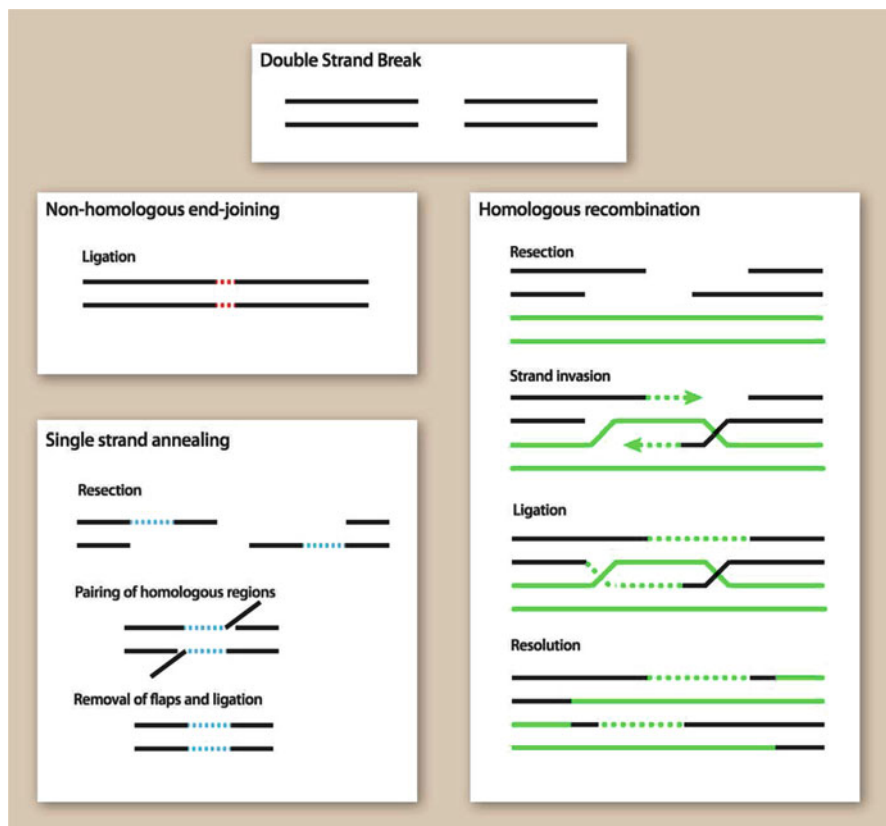 Double Strand Break
Non-homologous end-joining
Ligation
Single strand annealing
Resection
Pairing of homologous regions
Removal of flaps and ligation
Homologous recombination
Resection
Strand invasion
Ligation
Resolution